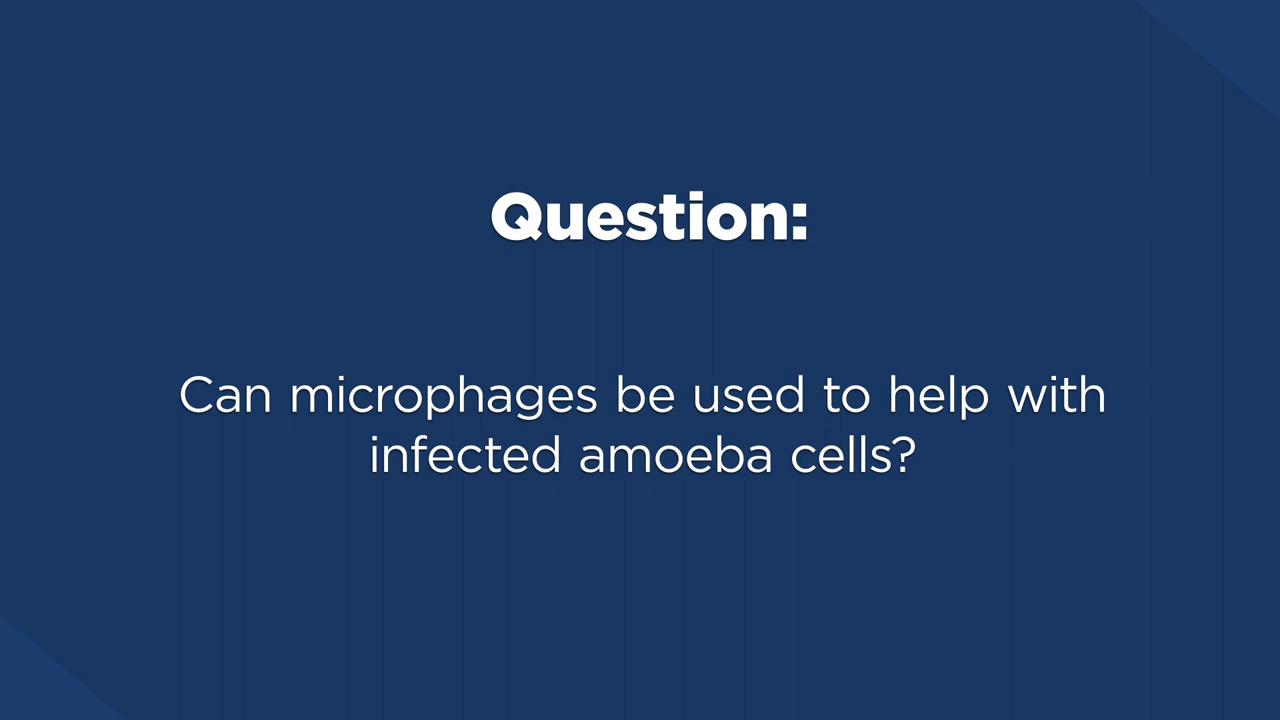 Question:
Can microphages be used to help with
infected amoeba cells?